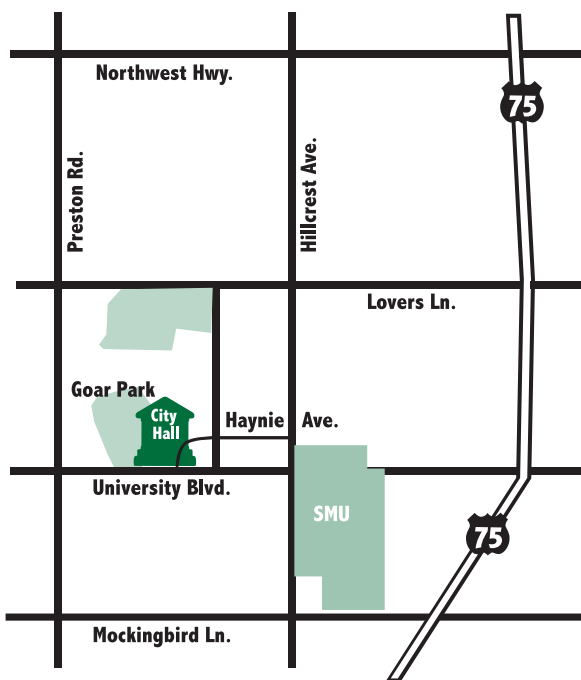 Northwest Hwy.
75
Preston Rd.
Hillcrest Ave.
Lovers Ln.
Goar Park
City
Hall
Haynie Ave.
University Blvd.
SMU
75
Mockingbird Ln.